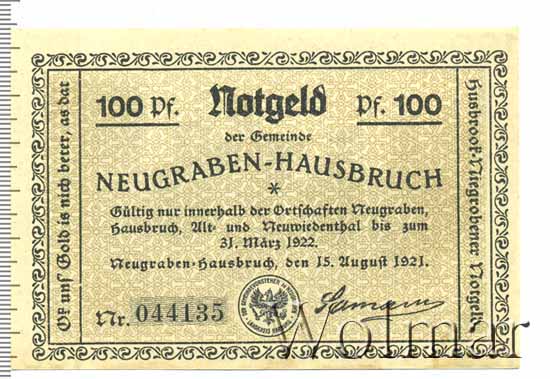 100 Pf. Notgeld Pf. 100
der Gemeinde
NEUGRABEN-HAUSBRUCH
*
Gültig nur innerhalb der Ortschaften Neugraben,
Hausbruch, Alt- und Neuwiedenthal bis zum
31. März 1922.
Neugraben-Hausbruch, den 15. August 1921.
Nr. 044135
Ok uns' Gold is nich beter, as dat
Husbrook-Niegrobener Notgeld.
Wolmar